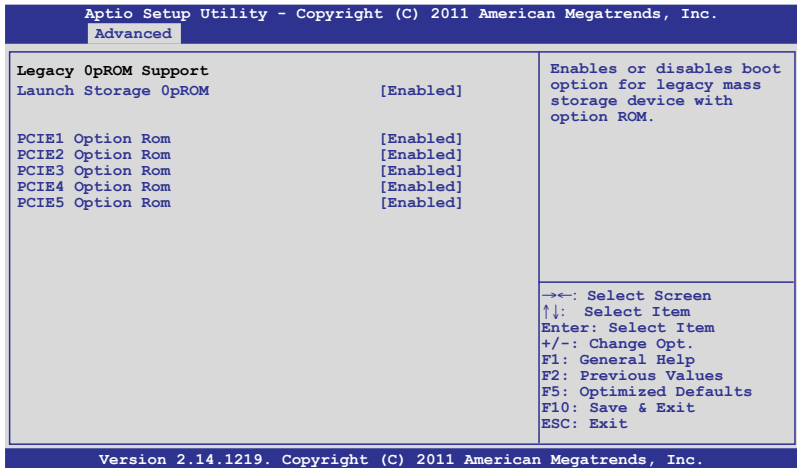 Aptio Setup Utility - Copyright (C) 2011 American Megatrends, Inc.
Advanced
Legacy 0pROM Support
Launch Storage 0pROM [Enabled]
PCIE1 Option Rom [Enabled]
PCIE2 Option Rom [Enabled]
PCIE3 Option Rom [Enabled]
PCIE4 Option Rom [Enabled]
PCIE5 Option Rom [Enabled]
Enables or disables boot
option for legacy mass
storage device with
option ROM.
→←: Select Screen
↑↓: Select Item
Enter: Select Item
+/-: Change Opt.
F1: General Help
F2: Previous Values
F5: Optimized Defaults
F10: Save & Exit
ESC: Exit
Version 2.14.1219. Copyright (C) 2011 American Megatrends, Inc.